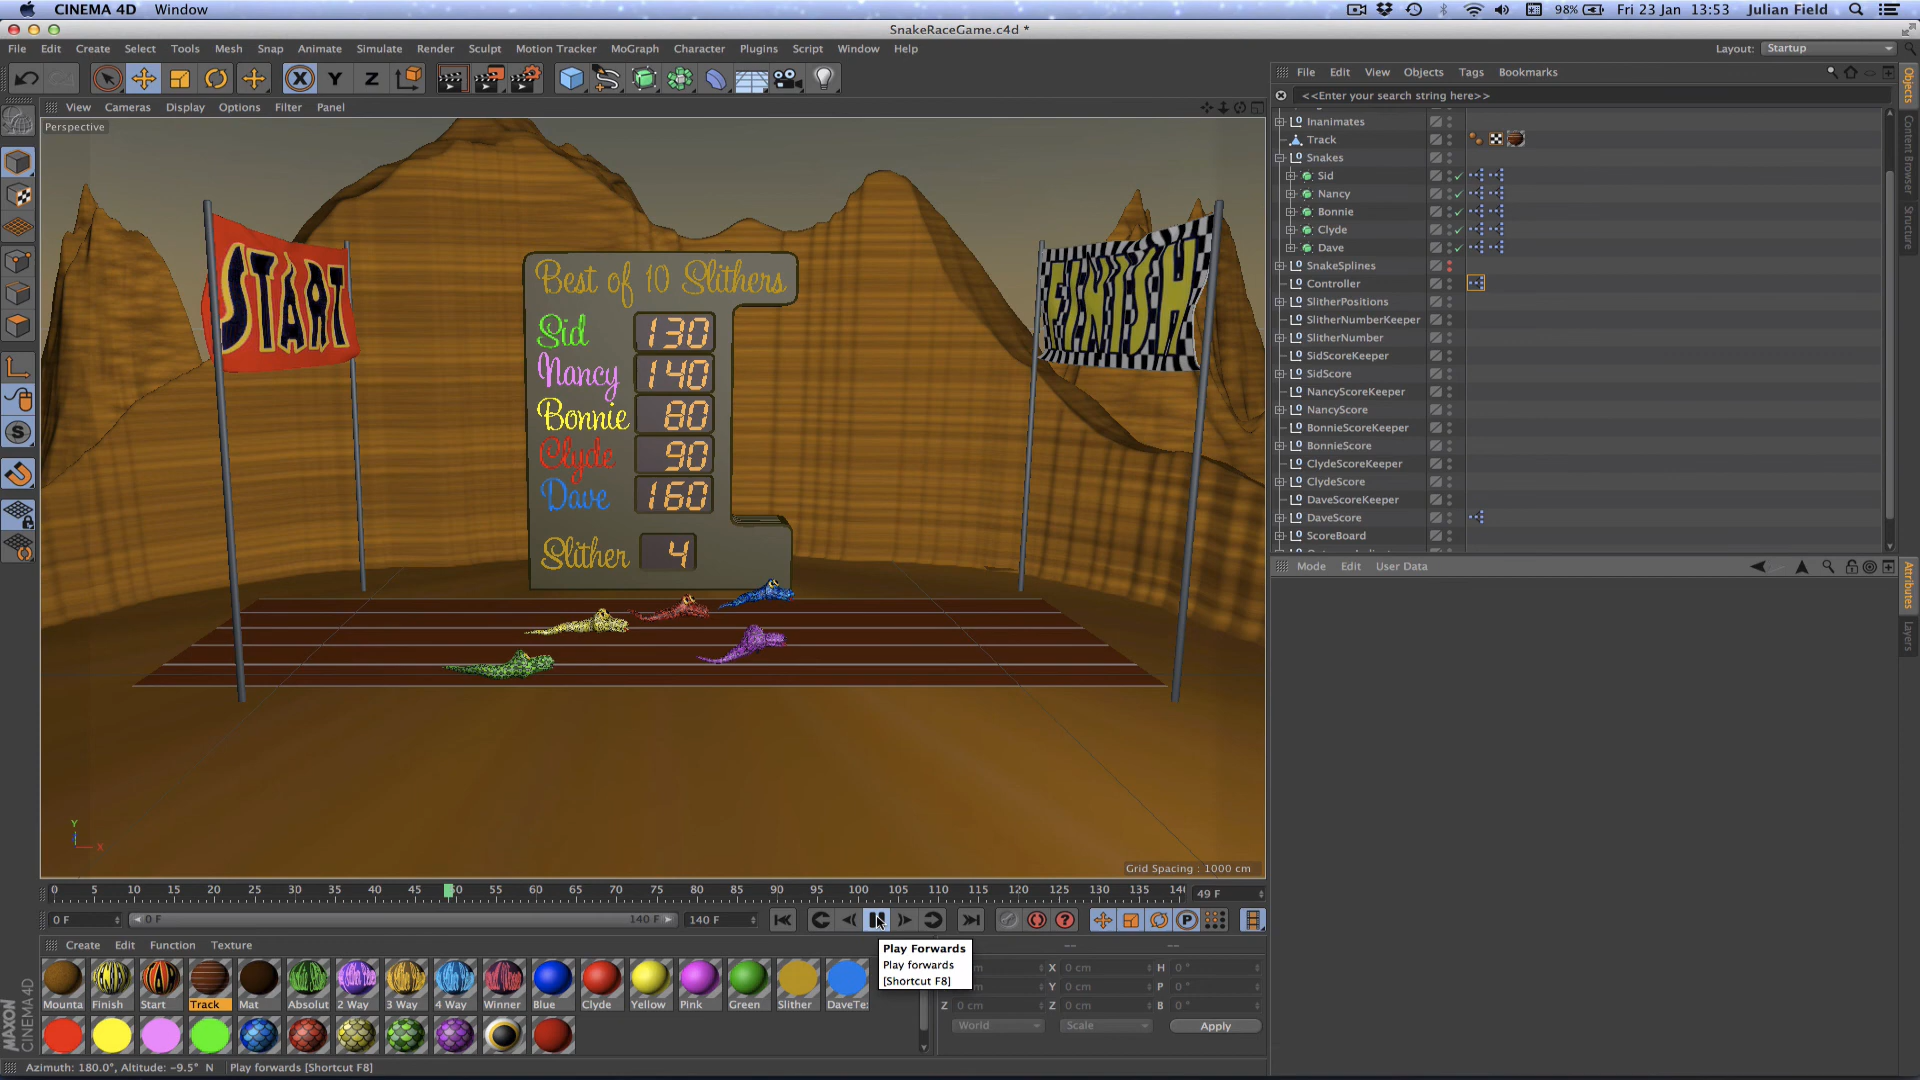 CINEMA 4D Window 98% Fri 23 Jan 13:53 Julian Field
SnakeRaceGame.c4d *
File Edit Create Select Tools Mesh Snap Animate Simulate Render Sculpt Motion Tracker MoGraph Character Plugins Script Window Help Layout: Startup
X Y Z
File Edit View Objects Tags Bookmarks
<<Enter your search string here>>
View Cameras Display Options Filter Panel
Perspective
START
FINISH
Best of 10 Slithers
Sid 130
Nancy 140
Bonnie 80
Clyde 90
Dave 160
Slither 4
Y
X
Grid Spacing : 1000 cm
Inanimates
Track
Snakes
Sid
Nancy
Bonnie
Clyde
Dave
SnakeSplines
Controller
SlitherPositions
SlitherNumberKeeper
SlitherNumber
SidScoreKeeper
SidScore
NancyScoreKeeper
NancyScore
BonnieScoreKeeper
BonnieScore
ClydeScoreKeeper
ClydeScore
DaveScoreKeeper
DaveScore
ScoreBoard
Objects
Content Browser
Structure
Mode Edit User Data
Attributes
Layers
0 5 10 15 20 25 30 35 40 45 50 55 60 65 70 75 80 85 90 95 100 105 110 115 120 125 130 135 14 49 F
0 F 0 F 140 F 140 F
Create Edit Function Texture
Play Forwards
Play forwards
[Shortcut F8]
Mounta Finish Start Track Mat Absolut 2 Way 3 Way 4 Way Winner Blue Clyde Yellow Pink Green Slither DaveTe:
cm X 0 cm H 0 °
cm Y 0 cm P 0 °
Z 0 cm Z 0 cm B 0 °
World Scale Apply
MAXON
CINEMA 4D
Azimuth: 180.0°, Altitude: -9.5° N Play forwards [Shortcut F8]